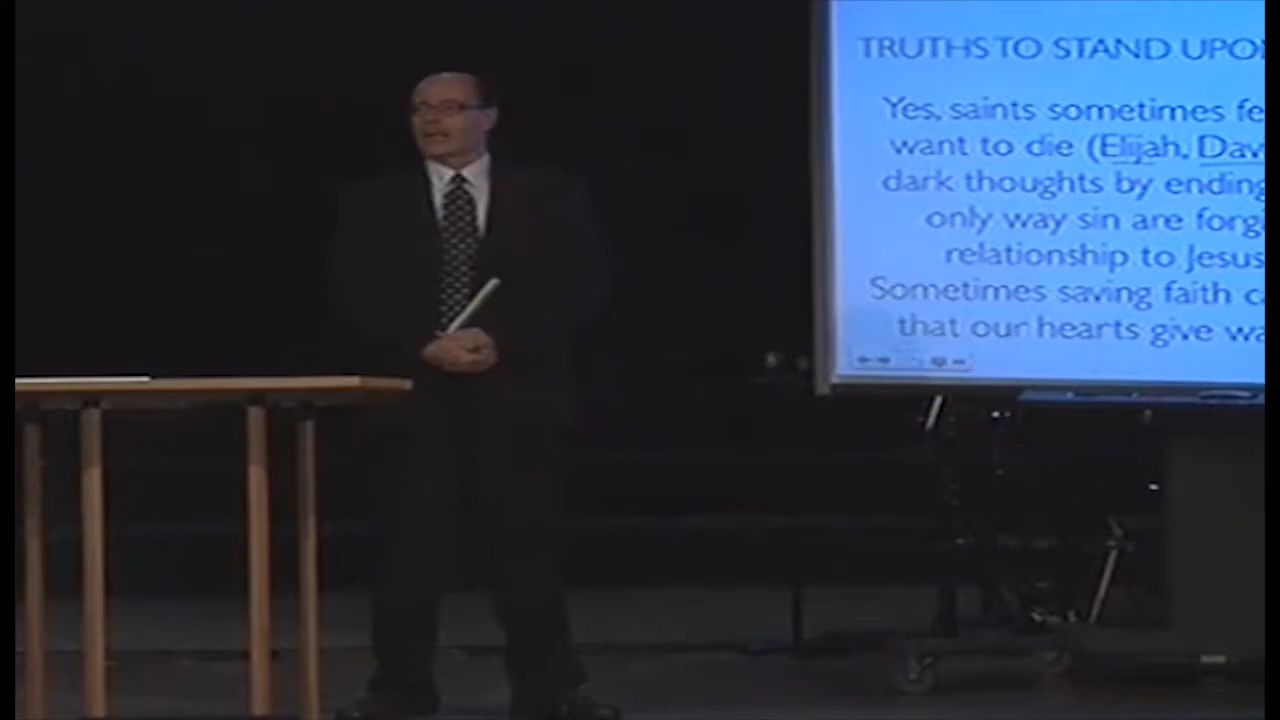 TRUTHS TO STAND UPO
Yes, saints sometimes fe
want to die (Elijah, Dav
dark thoughts by ending
only way sin are forgi
relationship to Jesus
Sometimes saving faith c
that our hearts give wa